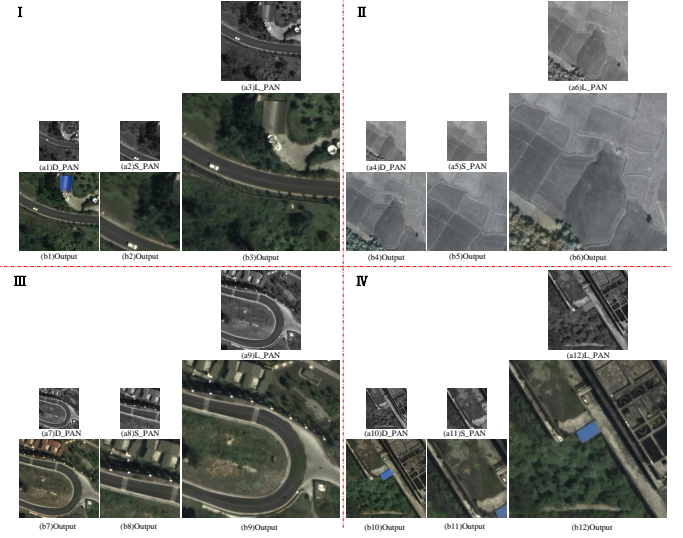 I
II
(a3)L_PAN
(a6)L_PAN
(a1)D_PAN
(a2)S_PAN
(a4)D_PAN
(a5)S_PAN
(b1)Output
(b2)Output
(b3)Output
(b4)Output
(b5)Output
(b6)Output
III
IV
(a9)L_PAN
(a12)L_PAN
(a7)D_PAN
(a8)S_PAN
(a10)D_PAN
(a11)S_PAN
(b7)Output
(b8)Output
(b9)Output
(b10)Output
(b11)Output
(b12)Output